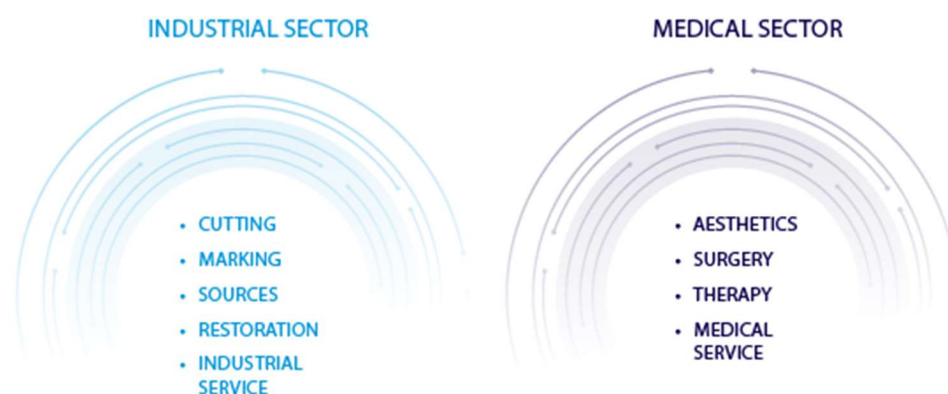 INDUSTRIAL SECTOR
• CUTTING
• MARKING
• SOURCES
• RESTORATION
• INDUSTRIAL
SERVICE
MEDICAL SECTOR
• AESTHETICS
• SURGERY
• THERAPY
• MEDICAL
SERVICE